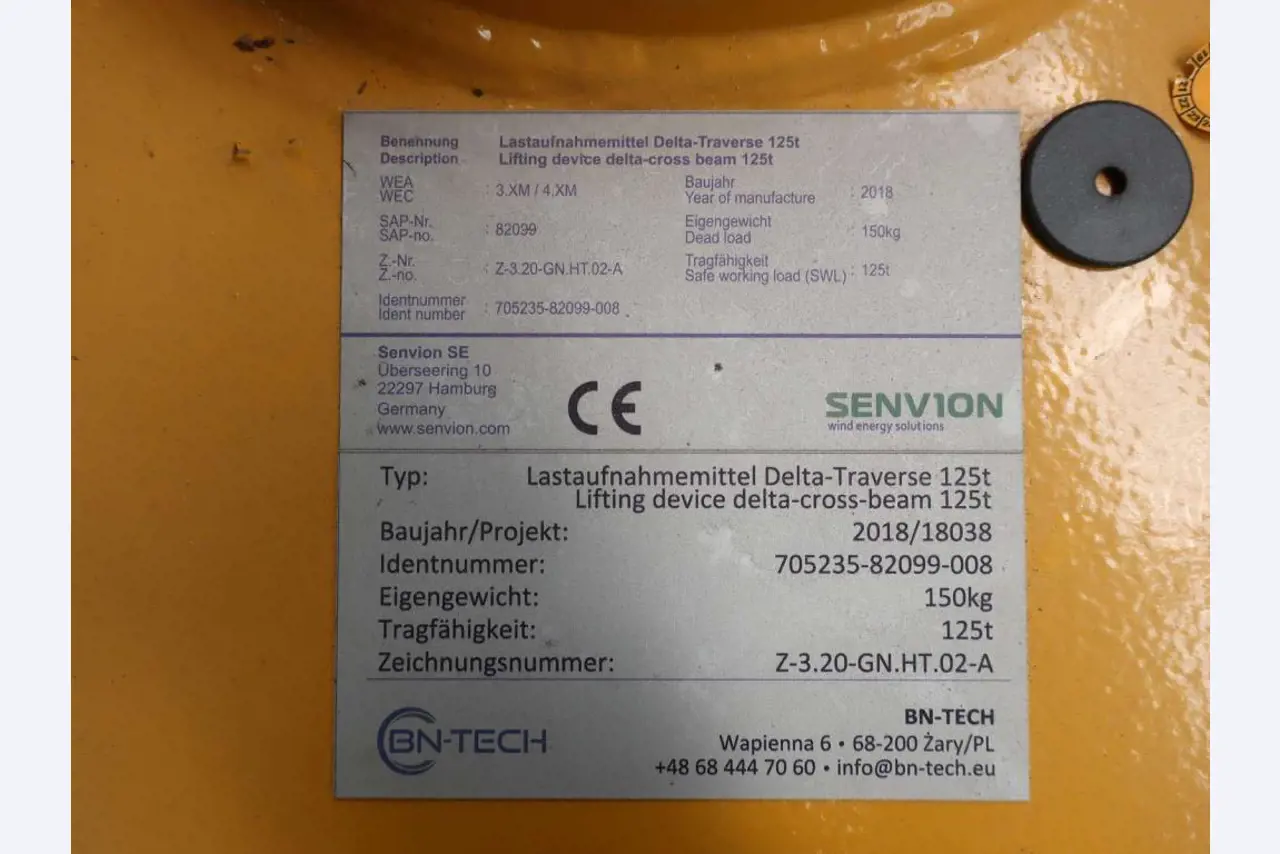 Benennung Lastaufnahmemittel Delta-Traverse 125t
Description Lifting device delta-cross beam 125t
WEA
WEC : 3.XM / 4.XM
Baujahr
Year of manufacture : 2018
SAP-Nr.
SAP-no. : 82099
Eigengewicht
Dead load : 150kg
Z.-Nr.
Z.-no. : Z-3.20-GN.HT.02-A
Tragfähigkeit
Safe working load (SWL) : 125t
Identnummer
Ident number : 705235-82099-008
Senvion SE
Überseering 10
22297 Hamburg
Germany
www.senvion.com
CE
SENVION
wind energy solutions
Typ: Lastaufnahmemittel Delta-Traverse 125t
Lifting device delta-cross-beam 125t
Baujahr/Projekt: 2018/18038
Identnummer: 705235-82099-008
Eigengewicht: 150kg
Tragfähigkeit: 125t
Zeichnungsnummer: Z-3.20-GN.HT.02-A
BN-TECH
BN-TECH
Wapienna 6 • 68-200 Żary/PL
+48 68 444 70 60 • info@bn-tech.eu